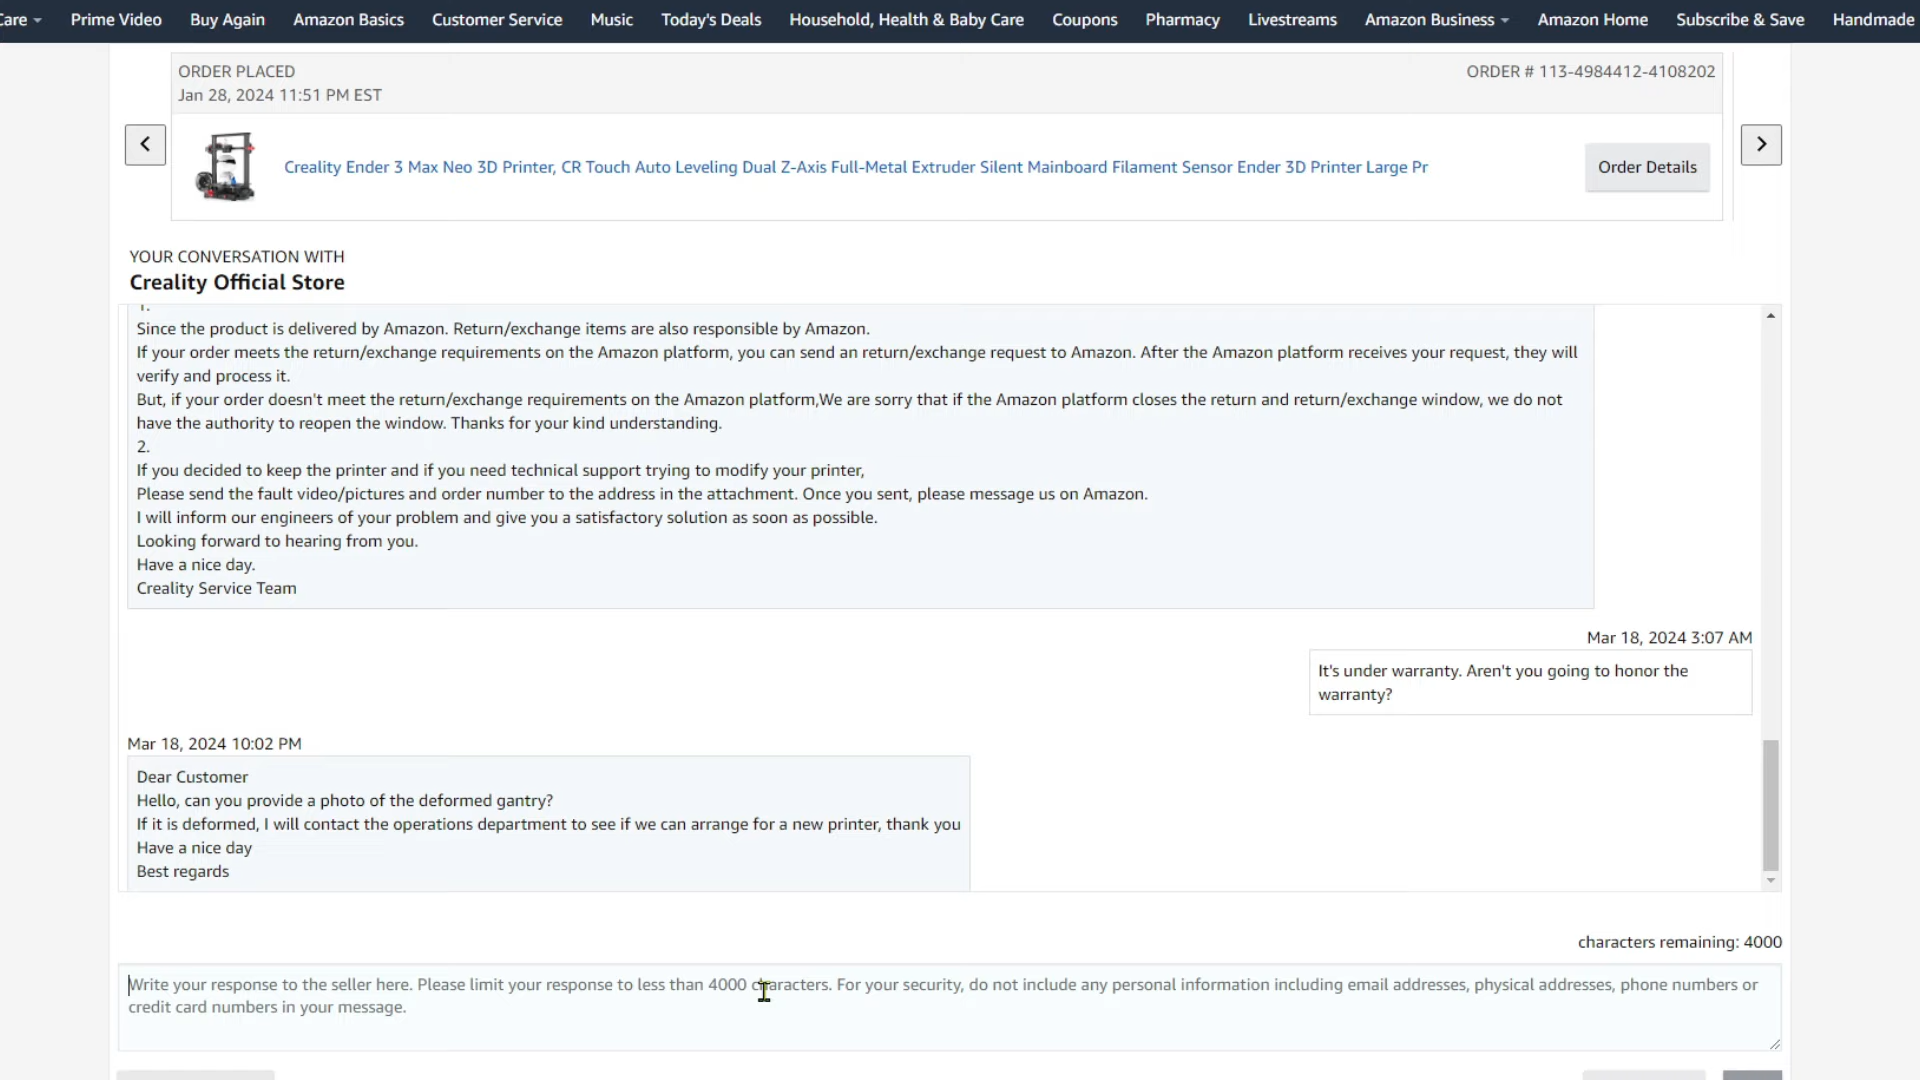 Care
Prime Video
Buy Again
Amazon Basics
Customer Service
Music
Today's Deals
Household, Health & Baby Care
Coupons
Pharmacy
Livestreams
Amazon Business
Amazon Home
Subscribe & Save
Handmade
ORDER PLACED
Jan 28, 2024 11:51 PM EST
ORDER # 113-4984412-4108202
Creality Ender 3 Max Neo 3D Printer, CR Touch Auto Leveling Dual Z-Axis Full-Metal Extruder Silent Mainboard Filament Sensor Ender 3D Printer Large Pr
Order Details
YOUR CONVERSATION WITH
Creality Official Store
1.
Since the product is delivered by Amazon. Return/exchange items are also responsible by Amazon.
If your order meets the return/exchange requirements on the Amazon platform, you can send an return/exchange request to Amazon. After the Amazon platform receives your request, they will
verify and process it.
But, if your order doesn't meet the return/exchange requirements on the Amazon platform,We are sorry that if the Amazon platform closes the return and return/exchange window, we do not
have the authority to reopen the window. Thanks for your kind understanding.
2.
If you decided to keep the printer and if you need technical support trying to modify your printer,
Please send the fault video/pictures and order number to the address in the attachment. Once you sent, please message us on Amazon.
I will inform our engineers of your problem and give you a satisfactory solution as soon as possible.
Looking forward to hearing from you.
Have a nice day.
Creality Service Team
Mar 18, 2024 3:07 AM
It's under warranty. Aren't you going to honor the
warranty?
Mar 18, 2024 10:02 PM
Dear Customer
Hello, can you provide a photo of the deformed gantry?
If it is deformed, I will contact the operations department to see if we can arrange for a new printer, thank you
Have a nice day
Best regards
characters remaining: 4000
Write your response to the seller here. Please limit your response to less than 4000 characters. For your security, do not include any personal information including email addresses, physical addresses, phone numbers or
credit card numbers in your message.